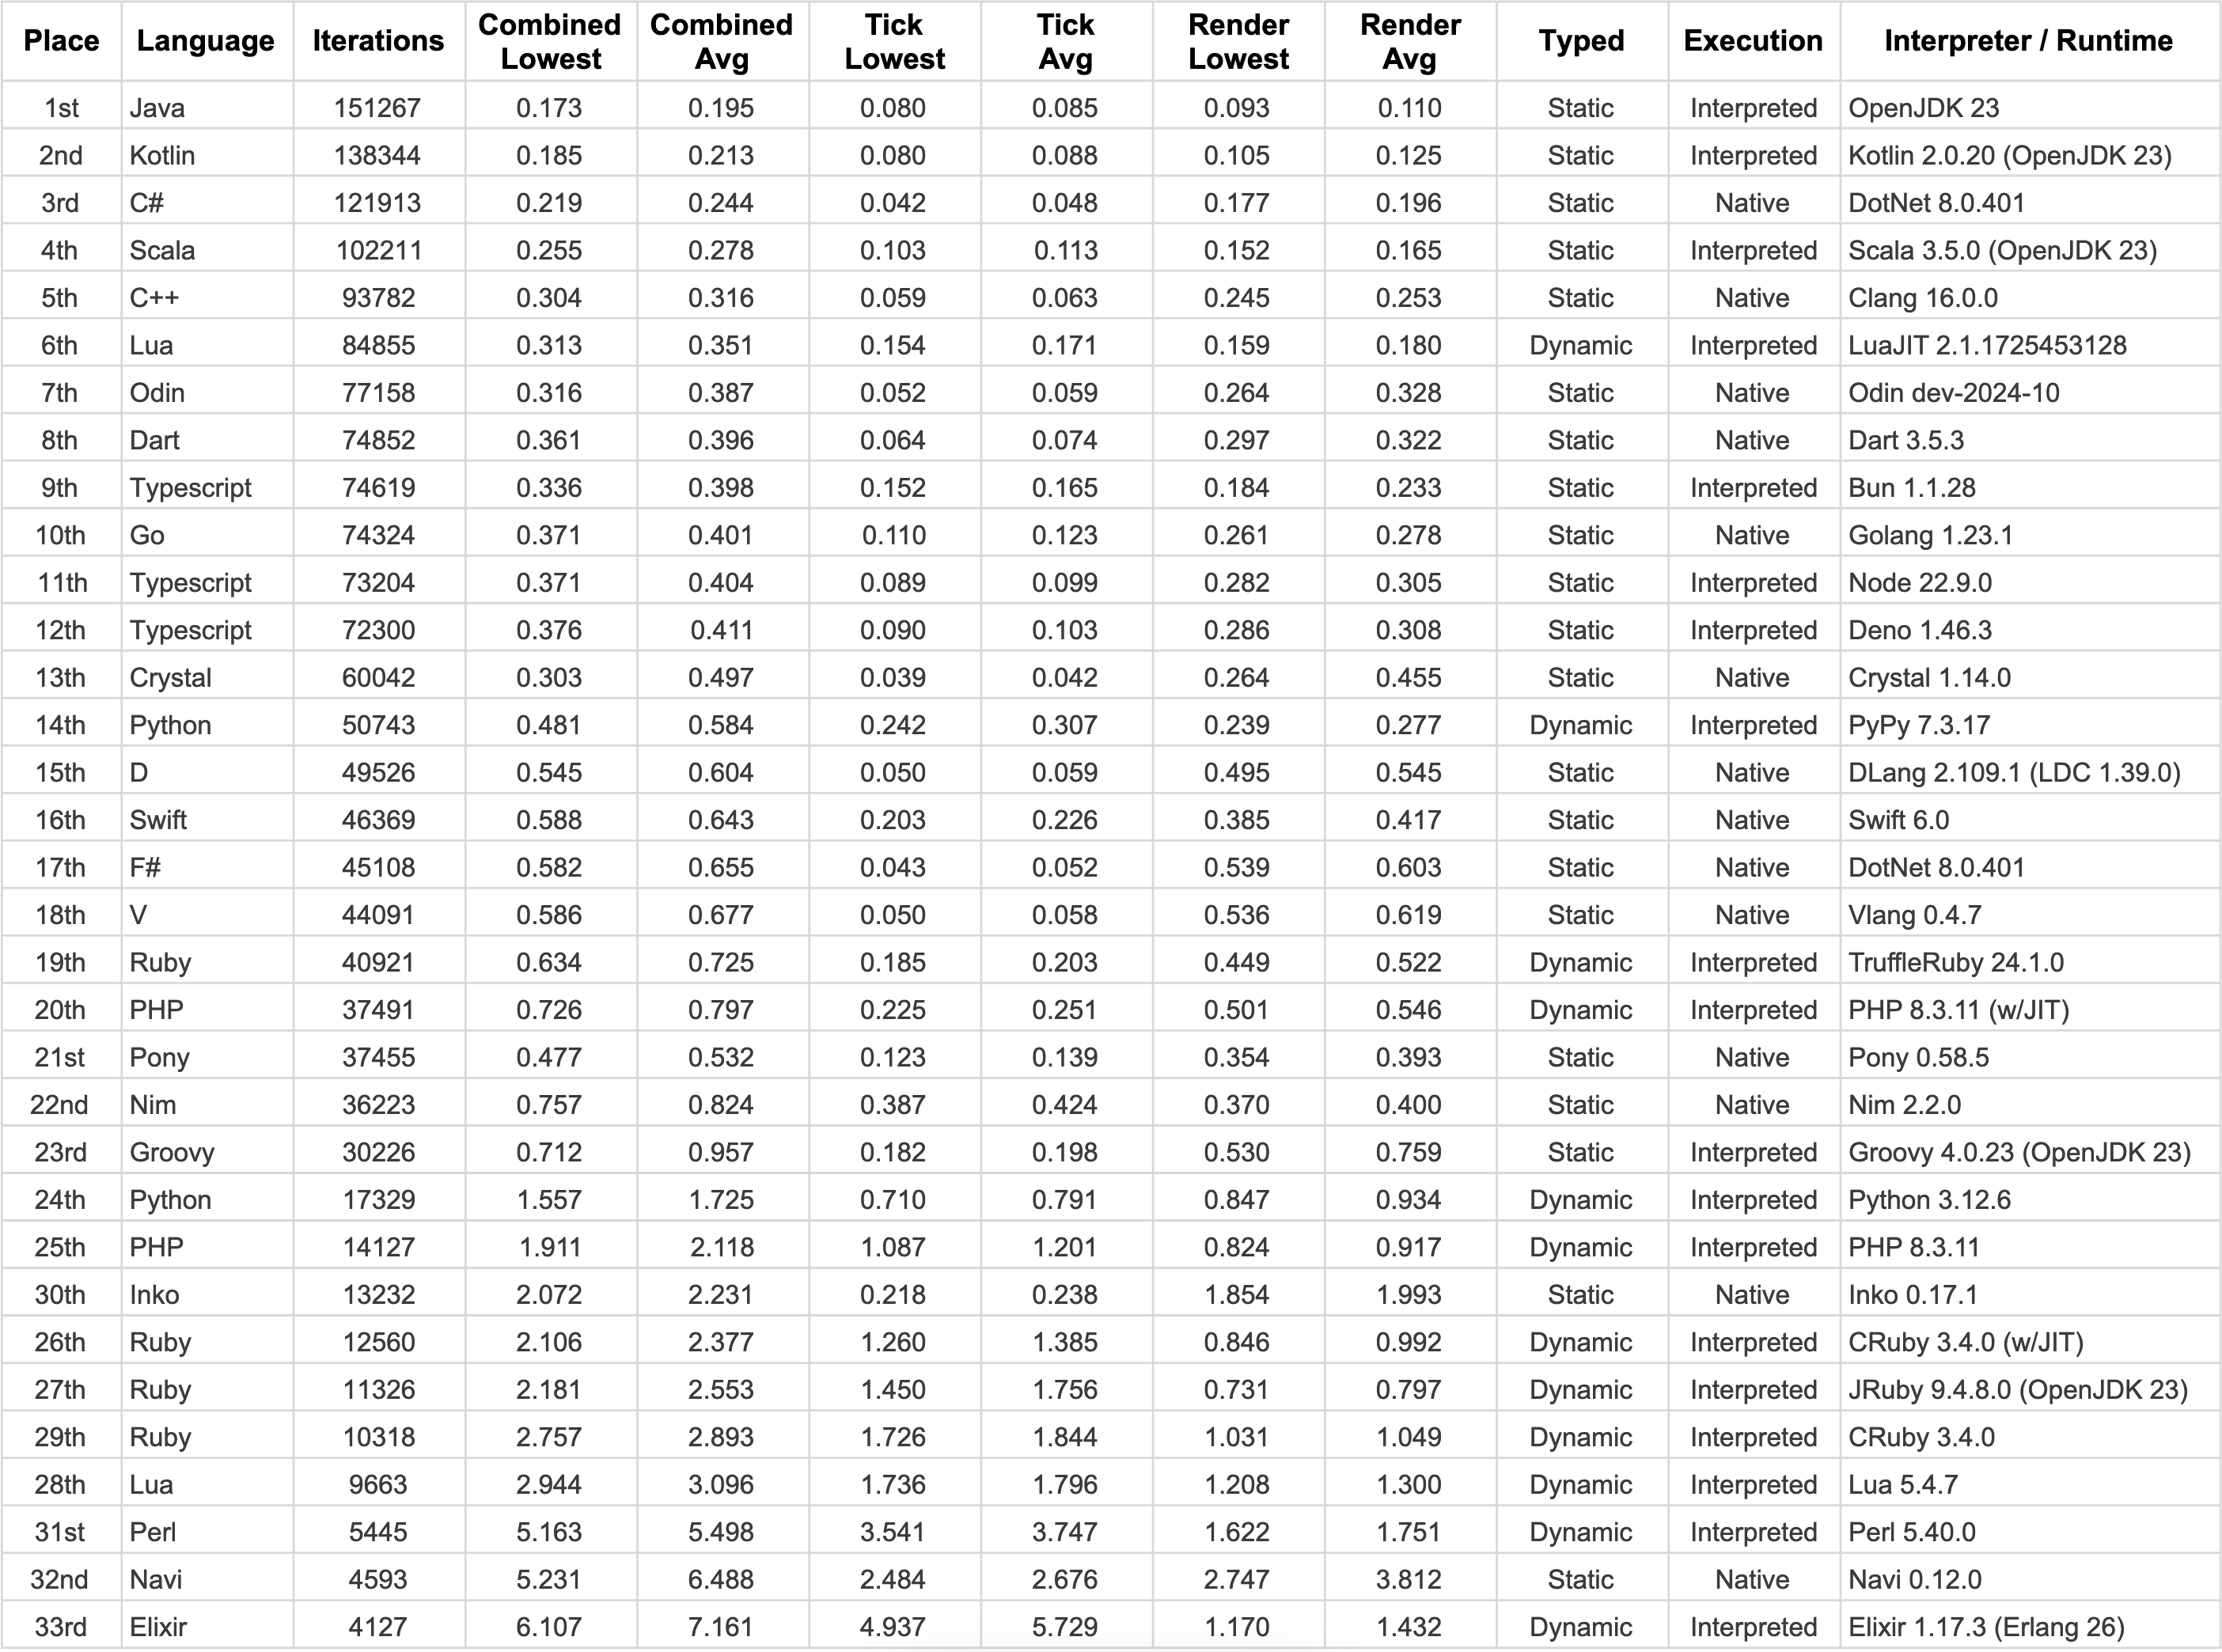 Place Language Iterations Combined Lowest Combined Avg Tick Lowest Tick Avg Render Lowest Render Avg Typed Execution Interpreter / Runtime
1st Java 151267 0.173 0.195 0.080 0.085 0.093 0.110 Static Interpreted OpenJDK 23
2nd Kotlin 138344 0.185 0.213 0.080 0.088 0.105 0.125 Static Interpreted Kotlin 2.0.20 (OpenJDK 23)
3rd C# 121913 0.219 0.244 0.042 0.048 0.177 0.196 Static Native DotNet 8.0.401
4th Scala 102211 0.255 0.278 0.103 0.113 0.152 0.165 Static Interpreted Scala 3.5.0 (OpenJDK 23)
5th C++ 93782 0.304 0.316 0.059 0.063 0.245 0.253 Static Native Clang 16.0.0
6th Lua 84855 0.313 0.351 0.154 0.171 0.159 0.180 Dynamic Interpreted LuaJIT 2.1.1725453128
7th Odin 77158 0.316 0.387 0.052 0.059 0.264 0.328 Static Native Odin dev-2024-10
8th Dart 74852 0.361 0.396 0.064 0.074 0.297 0.322 Static Native Dart 3.5.3
9th Typescript 74619 0.336 0.398 0.152 0.165 0.184 0.233 Static Interpreted Bun 1.1.28
10th Go 74324 0.371 0.401 0.110 0.123 0.261 0.278 Static Native Golang 1.23.1
11th Typescript 73204 0.371 0.404 0.089 0.099 0.282 0.305 Static Interpreted Node 22.9.0
12th Typescript 72300 0.376 0.411 0.090 0.103 0.286 0.308 Static Interpreted Deno 1.46.3
13th Crystal 60042 0.303 0.497 0.039 0.042 0.264 0.455 Static Native Crystal 1.14.0
14th Python 50743 0.481 0.584 0.242 0.307 0.239 0.277 Dynamic Interpreted PyPy 7.3.17
15th D 49526 0.545 0.604 0.050 0.059 0.495 0.545 Static Native DLang 2.109.1 (LDC 1.39.0)
16th Swift 46369 0.588 0.643 0.203 0.226 0.385 0.417 Static Native Swift 6.0
17th F# 45108 0.582 0.655 0.043 0.052 0.539 0.603 Static Native DotNet 8.0.401
18th V 44091 0.586 0.677 0.050 0.058 0.536 0.619 Static Native Vlang 0.4.7
19th Ruby 40921 0.634 0.725 0.185 0.203 0.449 0.522 Dynamic Interpreted TruffleRuby 24.1.0
20th PHP 37491 0.726 0.797 0.225 0.251 0.501 0.546 Dynamic Interpreted PHP 8.3.11 (w/JIT)
21st Pony 37455 0.477 0.532 0.123 0.139 0.354 0.393 Static Native Pony 0.58.5
22nd Nim 36223 0.757 0.824 0.387 0.424 0.370 0.400 Static Native Nim 2.2.0
23rd Groovy 30226 0.712 0.957 0.182 0.198 0.530 0.759 Static Interpreted Groovy 4.0.23 (OpenJDK 23)
24th Python 17329 1.557 1.725 0.710 0.791 0.847 0.934 Dynamic Interpreted Python 3.12.6
25th PHP 14127 1.911 2.118 1.087 1.201 0.824 0.917 Dynamic Interpreted PHP 8.3.11
30th Inko 13232 2.072 2.231 0.218 0.238 1.854 1.993 Static Native Inko 0.17.1
26th Ruby 12560 2.106 2.377 1.260 1.385 0.846 0.992 Dynamic Interpreted CRuby 3.4.0 (w/JIT)
27th Ruby 11326 2.181 2.553 1.450 1.756 0.731 0.797 Dynamic Interpreted JRuby 9.4.8.0 (OpenJDK 23)
29th Ruby 10318 2.757 2.893 1.726 1.844 1.031 1.049 Dynamic Interpreted CRuby 3.4.0
28th Lua 9663 2.944 3.096 1.736 1.796 1.208 1.300 Dynamic Interpreted Lua 5.4.7
31st Perl 5445 5.163 5.498 3.541 3.747 1.622 1.751 Dynamic Interpreted Perl 5.40.0
32nd Navi 4593 5.231 6.488 2.484 2.676 2.747 3.812 Static Native Navi 0.12.0
33rd Elixir 4127 6.107 7.161 4.937 5.729 1.170 1.432 Dynamic Interpreted Elixir 1.17.3 (Erlang 26)